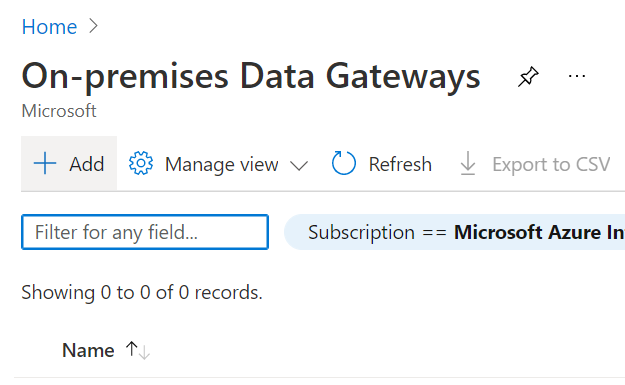 Home >
On-premises Data Gateways ...
Microsoft
+ Add Manage view Refresh Export to CSV
Filter for any field... Subscription == Microsoft Azure
Showing 0 to 0 of 0 records.
Name ↑↓